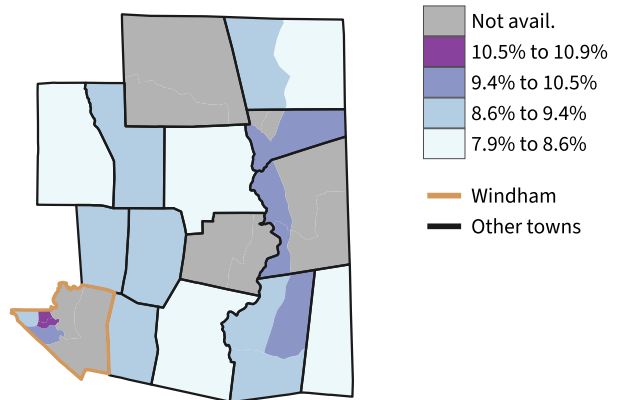 Not avail.
10.5% to 10.9%
9.4% to 10.5%
8.6% to 9.4%
7.9% to 8.6%
Windham
Other towns